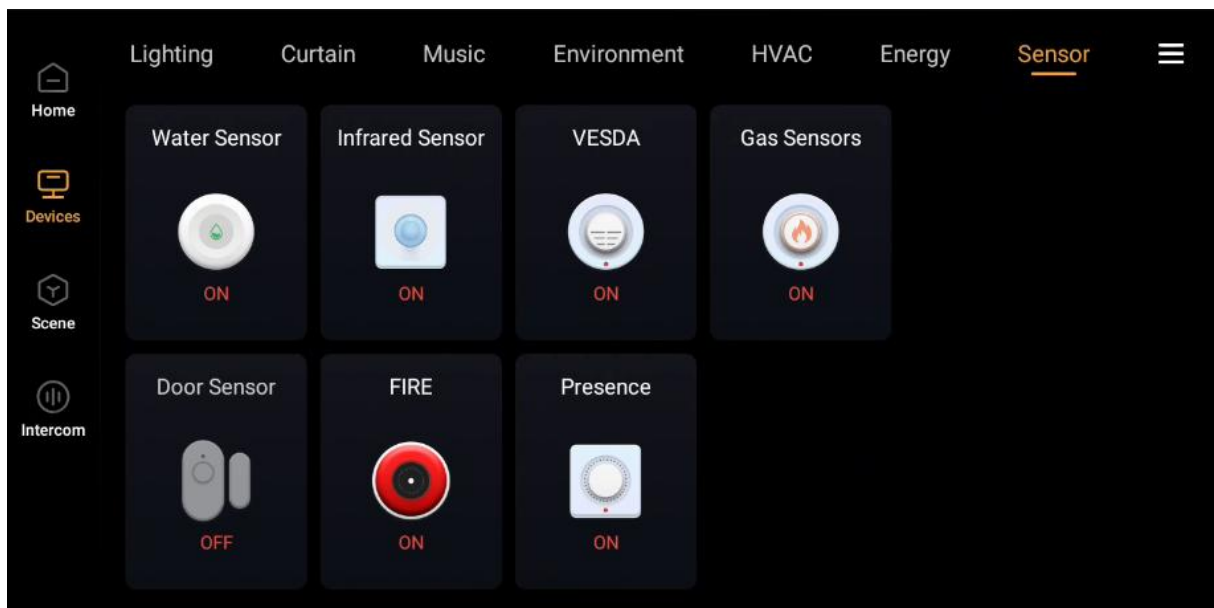 Lighting Curtain Music Environment HVAC Energy Sensor
Home
Devices
Scene
Intercom
Water Sensor Infrared Sensor VESDA Gas Sensors
ON ON ON ON
Door Sensor FIRE Presence
OFF ON ON